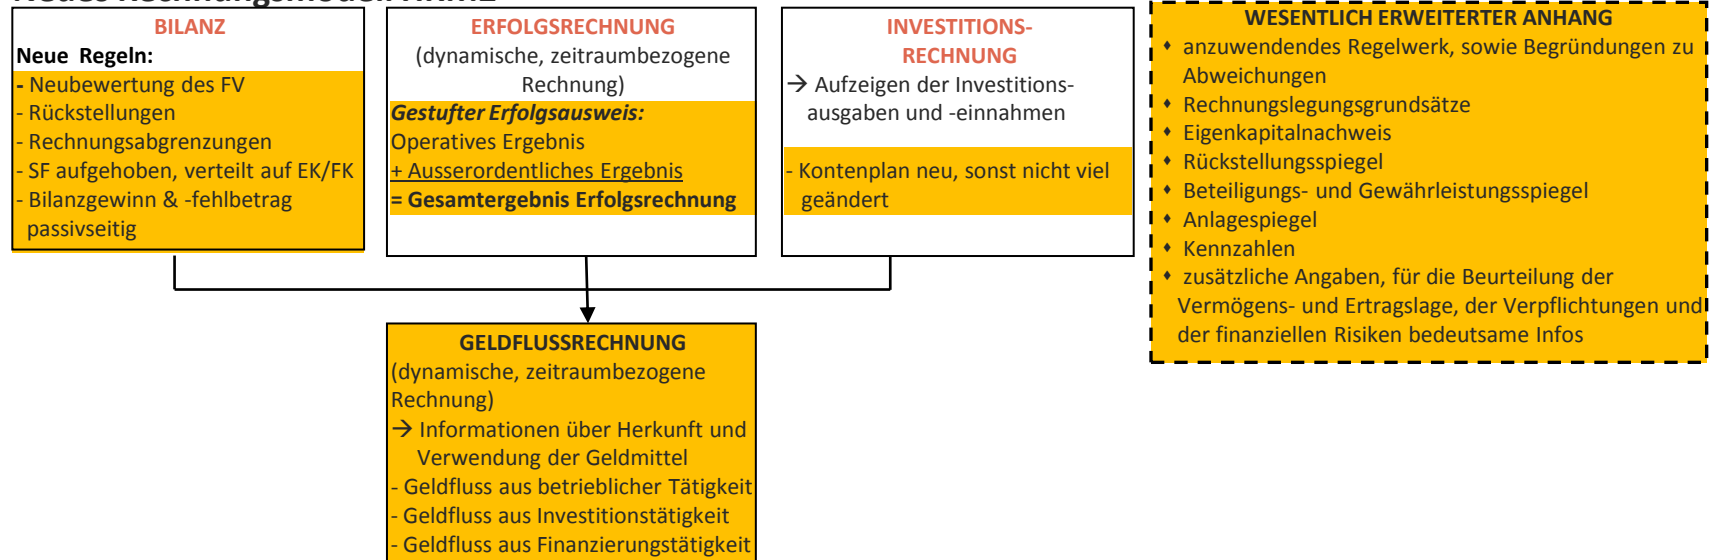 Neues Rechnungsmodell HRM2
BILANZ
Neue Regeln:
- Neubewertung des FV
- Rückstellungen
- Rechnungsabgrenzungen
- SF aufgehoben, verteilt auf EK/FK
- Bilanzgewinn & -fehlbetrag
passivseitig
ERFOLGSRECHNUNG
(dynamische, zeitraumbezogene
Rechnung)
Gestufter Erfolgsausweis:
Operatives Ergebnis
+ Ausserordentliches Ergebnis
= Gesamtergebnis Erfolgsrechnung
INVESTITIONS-
RECHNUNG
→ Aufzeigen der Investitions-
ausgaben und -einnahmen
- Kontenplan neu, sonst nicht viel
geändert
WESENTLICH ERWEITERTER ANHANG
♦ anzuwendendes Regelwerk, sowie Begründungen zu
Abweichungen
♦ Rechnungslegungsgrundsätze
♦ Eigenkapitalnachweis
♦ Rückstellungsspiegel
♦ Beteiligungs- und Gewährleistungsspiegel
♦ Anlagespiegel
♦ Kennzahlen
♦ zusätzliche Angaben, für die Beurteilung der
Vermögens- und Ertragslage, der Verpflichtungen und
der finanziellen Risiken bedeutsame Infos
GELDFLUSSRECHNUNG
(dynamische, zeitraumbezogene
Rechnung)
→ Informationen über Herkunft und
Verwendung der Geldmittel
- Geldfluss aus betrieblicher Tätigkeit
- Geldfluss aus Investitionstätigkeit
- Geldfluss aus Finanzierungstätigkeit